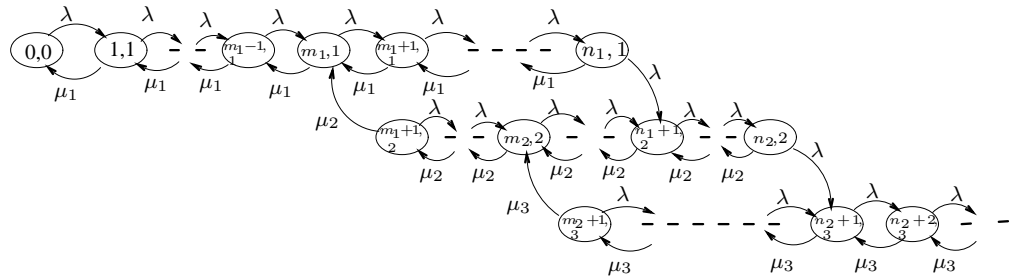 λ λ λ λ λ λ λ
0,0 1,1 m₁−1,1 m₁,1 m₁+1,1 n₁,1
μ₁ μ₁ μ₁ μ₁ μ₁ μ₁ μ₁ λ
μ₂ λ λ λ λ λ λ
m₁+1,2 m₂,2 n₁+1,2 n₂,2
μ₂ μ₂ μ₂ μ₂ μ₂ μ₂ λ
μ₃ λ λ λ λ
m₂+1,3 n₂+1,3 n₂+2,3
μ₃ μ₃ μ₃ μ₃